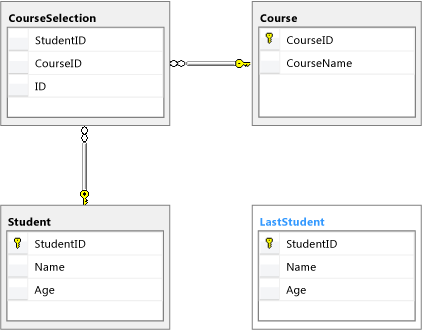 CourseSelection
StudentID
CourseID
ID
Course
CourseID
CourseName
Student
StudentID
Name
Age
LastStudent
StudentID
Name
Age